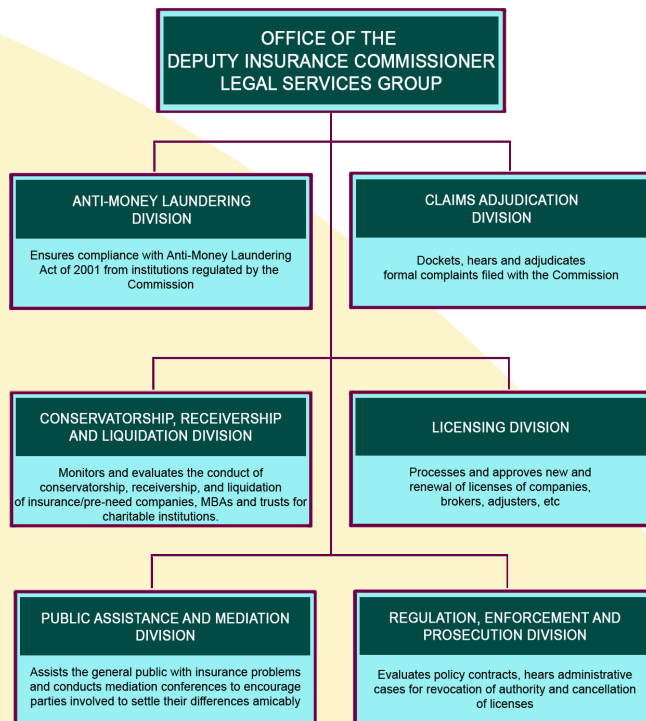 OFFICE OF THE
DEPUTY INSURANCE COMMISSIONER
LEGAL SERVICES GROUP
ANTI-MONEY LAUNDERING
DIVISION
Ensures compliance with Anti-Money Laundering
Act of 2001 from institutions regulated by the
Commission
CLAIMS ADJUDICATION
DIVISION
Dockets, hears and adjudicates
formal complaints filed with the Commission
CONSERVATORSHIP, RECEIVERSHIP
AND LIQUIDATION DIVISION
Monitors and evaluates the conduct of
conservatorship, receivership, and liquidation
of insurance/pre-need companies, MBAs and trusts for
charitable institutions.
LICENSING DIVISION
Processes and approves new and
renewal of licenses of companies,
brokers, adjusters, etc
PUBLIC ASSISTANCE AND MEDIATION
DIVISION
Assists the general public with insurance problems
and conducts mediation conferences to encourage
parties involved to settle their differences amicably
REGULATION, ENFORCEMENT AND
PROSECUTION DIVISION
Evaluates policy contracts, hears administrative
cases for revocation of authority and cancellation
of licenses